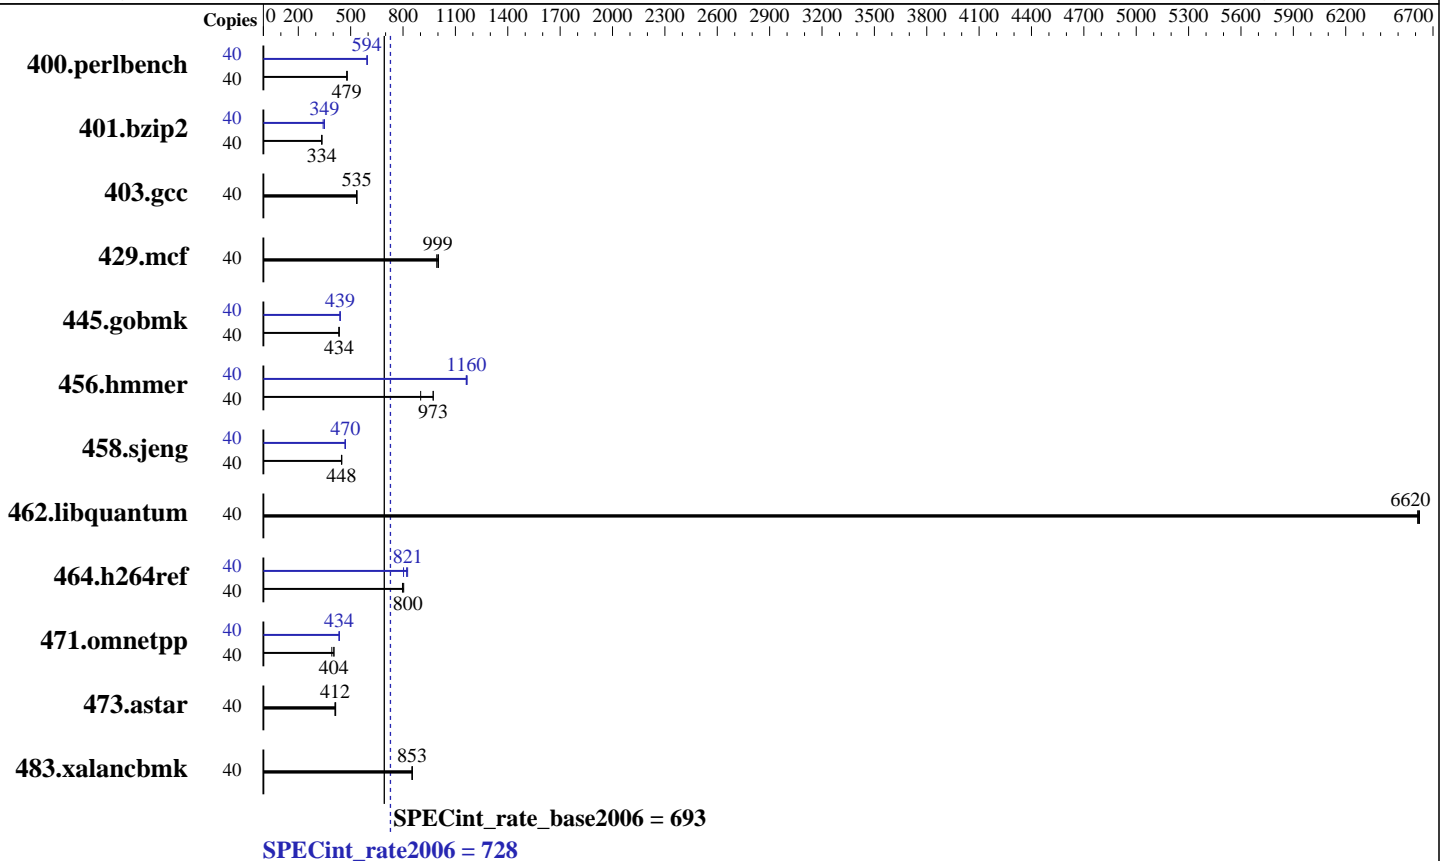 Copies 0 200 500 800 1100 1400 1700 2000 2300 2600 2900 3200 3500 3800 4100 4400 4700 5000 5300 5600 5900 6200 6700
400.perlbench 40 594
40 479
401.bzip2 40 349
40 334
403.gcc 40 535
429.mcf 40 999
445.gobmk 40 439
40 434
456.hmmer 40 1160
40 973
458.sjeng 40 470
40 448
462.libquantum 40 6620
464.h264ref 40 821
40 800
471.omnetpp 40 434
40 404
473.astar 40 412
483.xalancbmk 40 853
SPECint_rate_base2006 = 693
SPECint_rate2006 = 728